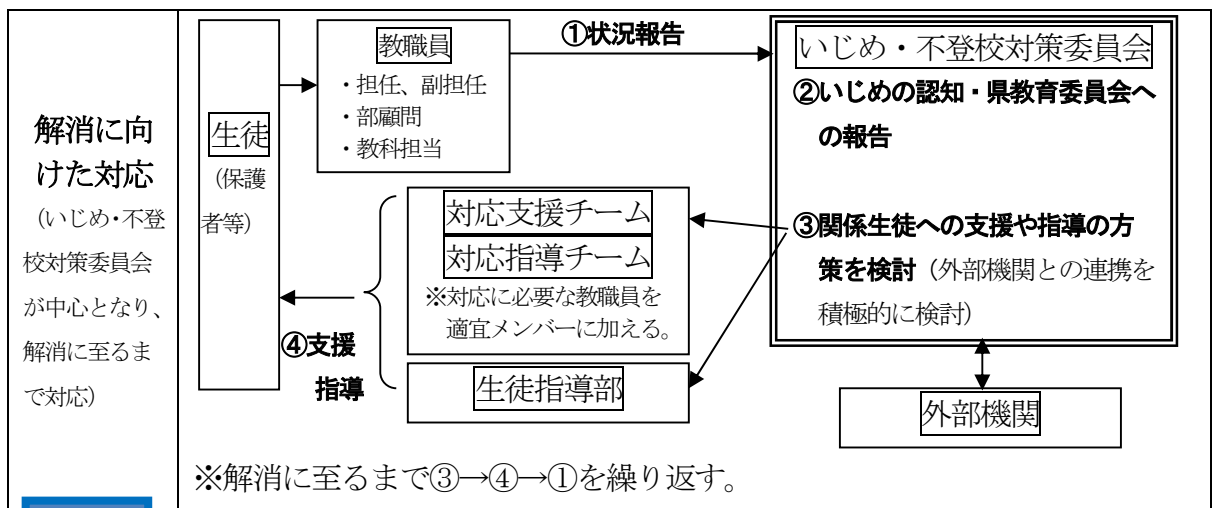 解消に向
けた対応
（いじめ・不登
校対策委員会
が中心となり、
解消に至るま
で対応）
生徒
（保護
者等）
教職員
・担任、副担任
・部顧問
・教科担当
①状況報告
いじめ・不登校対策委員会
②いじめの認知・県教育委員会へ
の報告
③関係生徒への支援や指導の方
策を検討（外部機関との連携を
積極的に検討）
対応支援チーム
対応指導チーム
※対応に必要な教職員を
適宜メンバーに加える。
④支援
指導
生徒指導部
外部機関
※解消に至るまで③→④→①を繰り返す。